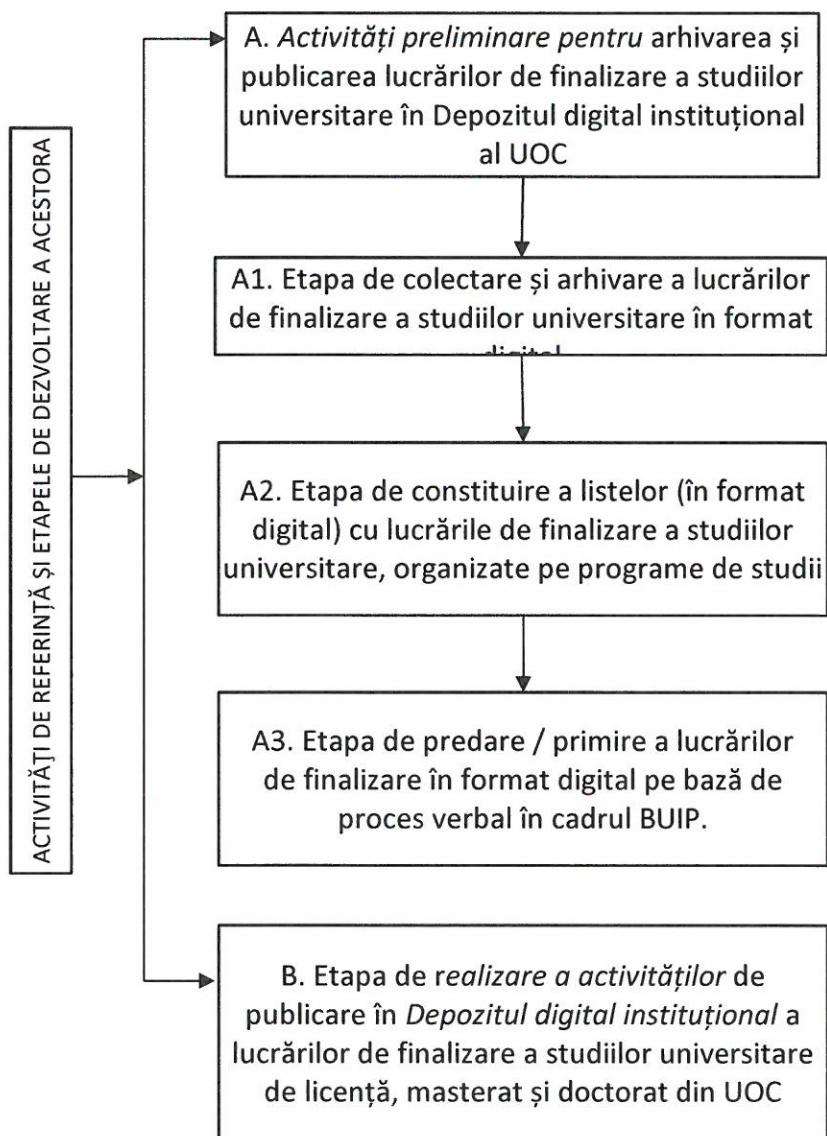 ACTIVITĂȚI DE REFERINȚĂ ȘI ETAPELE DE DEZVOLTARE A ACESTORA
A. Activități preliminare pentru arhivarea și
publicarea lucrărilor de finalizare a studiilor
universitare în Depozitul digital instituțional
al UOC
A1. Etapa de colectare și arhivare a lucrărilor
de finalizare a studiilor universitare în format
digital
A2. Etapa de constituire a listelor (în format
digital) cu lucrările de finalizare a studiilor
universitare, organizate pe programe de studii
A3. Etapa de predare / primire a lucrărilor
de finalizare în format digital pe bază de
proces verbal în cadrul BUIP.
B. Etapa de realizare a activităților de
publicare în Depozitul digital instituțional a
lucrărilor de finalizare a studiilor universitare
de licență, masterat și doctorat din UOC